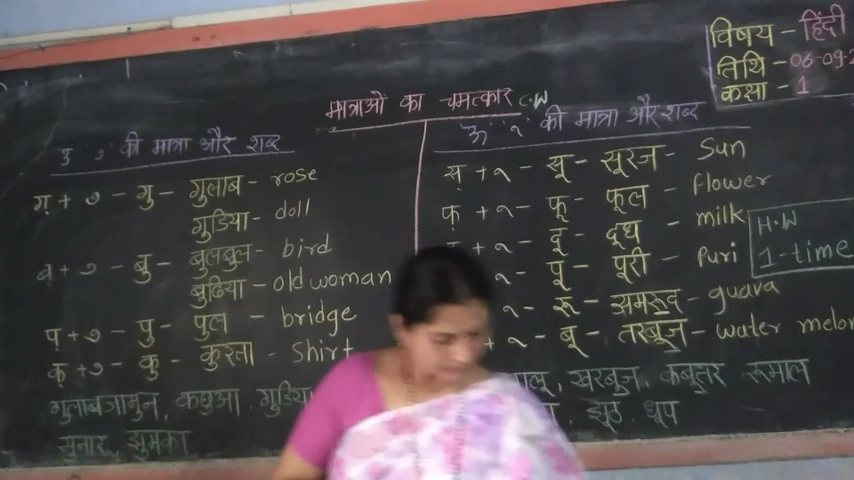 विषय - हिंदी
तिथि - 06-09-2
कक्षा - 1
मात्राओं का चमत्कार C.W
उ ु की मात्रा और शब्द
ग्+ ु - गु - गुलाब - rose
गुडिया - doll
ब्+ ु - बु - बुलबुल - bird
बुढिया - old woman
प्+ ु - पु - पुल - bridge
क्+ ु - कु - कुरता - Shirt
गुलाबजामुन, कछुआ, गुडिया
सुनार, झुमका
ऊ ू की मात्रा और शब्द
स्+ ू - सू - सूरज - Sun
फ्+ ू - फू - फूल - flower
+ ू - दू - दूध - milk
ू - पू - पूरी - Puri
ू - रू - अमरूद - guava
+ ू - बू - तरबूज - water melon
लू, खरबूज, कबूतर, रूमाल
झूठ, धूप
H.W
1-time